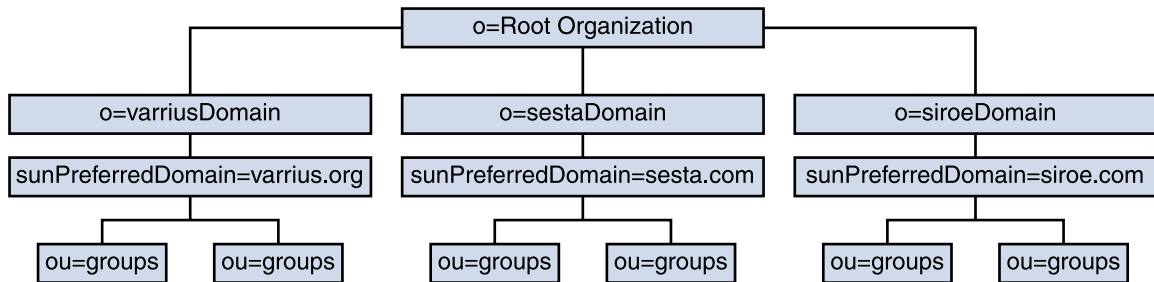 o=Root Organization
o=varriusDomain
o=sestaDomain
o=siroeDomain
sunPreferredDomain=varrius.org
sunPreferredDomain=sesta.com
sunPreferredDomain=siroe.com
ou=groups
ou=groups
ou=groups
ou=groups
ou=groups
ou=groups